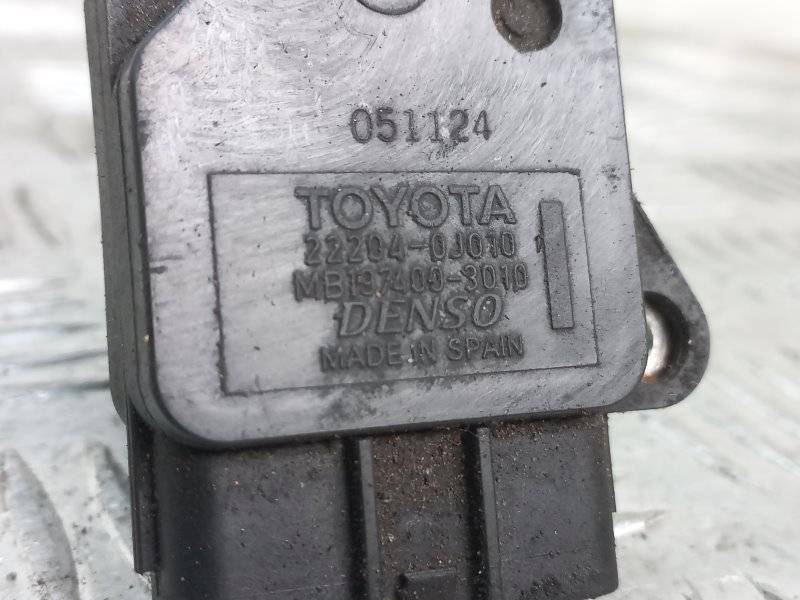 051124
TOYOTA
22204-0J010
MB197400-3010
DENSO
MADE IN SPAIN